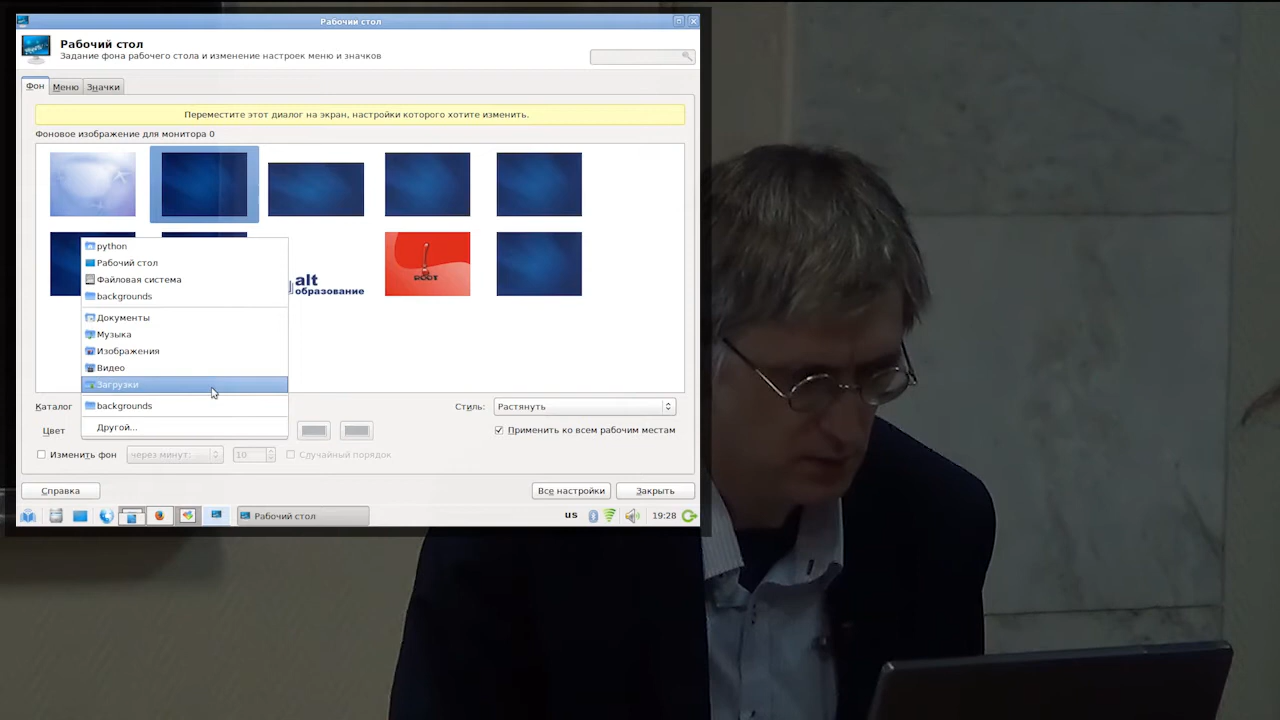 Рабочий стол
Рабочий стол
Задание фона рабочего стола и изменение настроек меню и значков
Фон Меню Значки
Переместите этот диалог на экран, настройки которого хотите изменить.
Фоновое изображение для монитора 0
ROOT
alt
образование
python
Рабочий стол
Файловая система
backgrounds
Документы
Музыка
Изображения
Видео
Загрузки
backgrounds
Другой...
Каталог
Стиль: Растянуть
Цвет
Применить ко всем рабочим местам
Изменить фон через минут: 10 Случайный порядок
Справка Все настройки Закрыть
Рабочий стол us 19:28